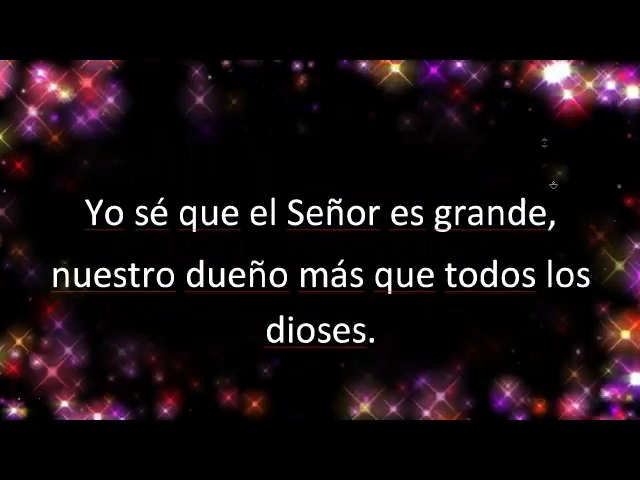 Yo sé que el Señor es grande,
nuestro dueño más que todos los
dioses.